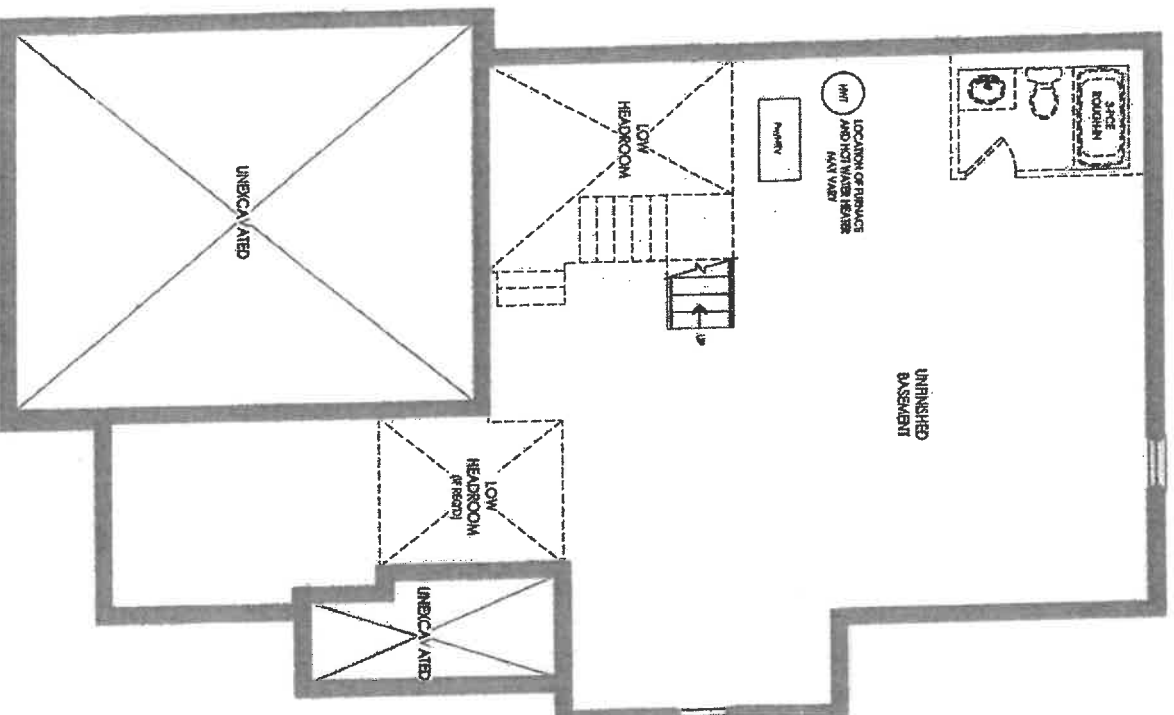 3-PCE
ROUGH-IN
HWT
LOCATION OF FURNACE
AND HOT WATER HEATER
MAY VARY
LOW
HEADROOM
UP
UNFINISHED
BASEMENT
UNEXCAVATED
LOW
HEADROOM
(IF REQ'D)
UNEXCAVATED